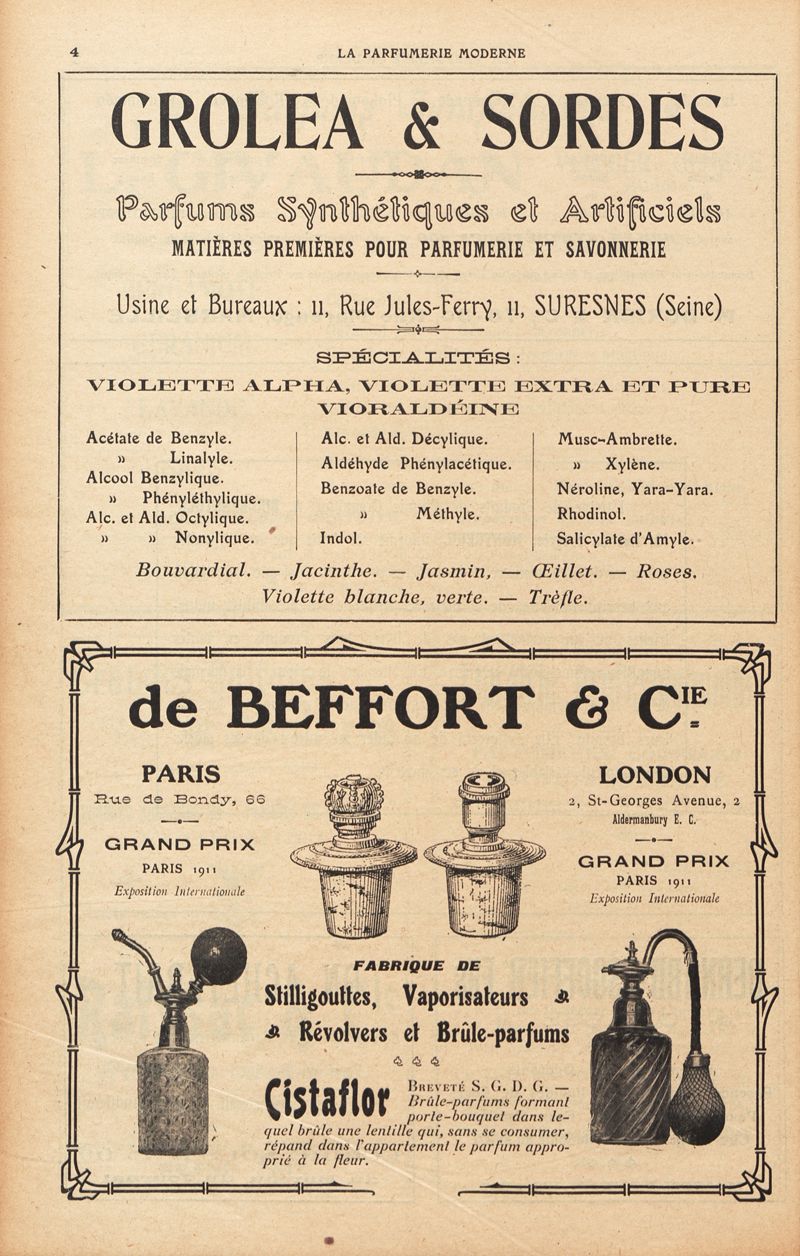 4
LA PARFUMERIE MODERNE
GROLEA & SORDES
Parfums Synthétiques et Artificiels
MATIÈRES PREMIÈRES POUR PARFUMERIE ET SAVONNERIE
Usine et Bureaux : 11, Rue Jules-Ferry, 11, SURESNES (Seine)
SPÉCIALITÉS :
VIOLETTE ALPHA, VIOLETTE EXTRA ET PURE
VIORALDÉINE
Acétate de Benzyle.
» Linalyle.
Alcool Benzylique.
» Phényléthylique.
Alc. et Ald. Octylique.
» » Nonylique.
Alc. et Ald. Décylique.
Aldéhyde Phénylacétique.
Benzoate de Benzyle.
» Méthyle.
Indol.
Musc-Ambrette.
» Xylène.
Néroline, Yara-Yara.
Rhodinol.
Salicylate d'Amyle.
Bouvardial. — Jacinthe. — Jasmin, — Œillet. — Roses.
Violette blanche, verte. — Trèfle.
de BEFFORT & CIE
PARIS
Rue de Bondy, 66
GRAND PRIX
PARIS 1911
Exposition Internationale
LONDON
2, St-Georges Avenue, 2
Aldermanbury E. C.
GRAND PRIX
PARIS 1911
Exposition Internationale
FABRIQUE DE
Stilligouttes, Vaporisateurs
Révolvers et Brûle-parfums
Cistaflor BREVETÉ S. G. D. G. —
Brûle-parfums formant
porte-bouquet dans le-
quel brûle une lentille qui, sans se consumer,
répand dans l'appartement le parfum appro-
prié à la fleur.